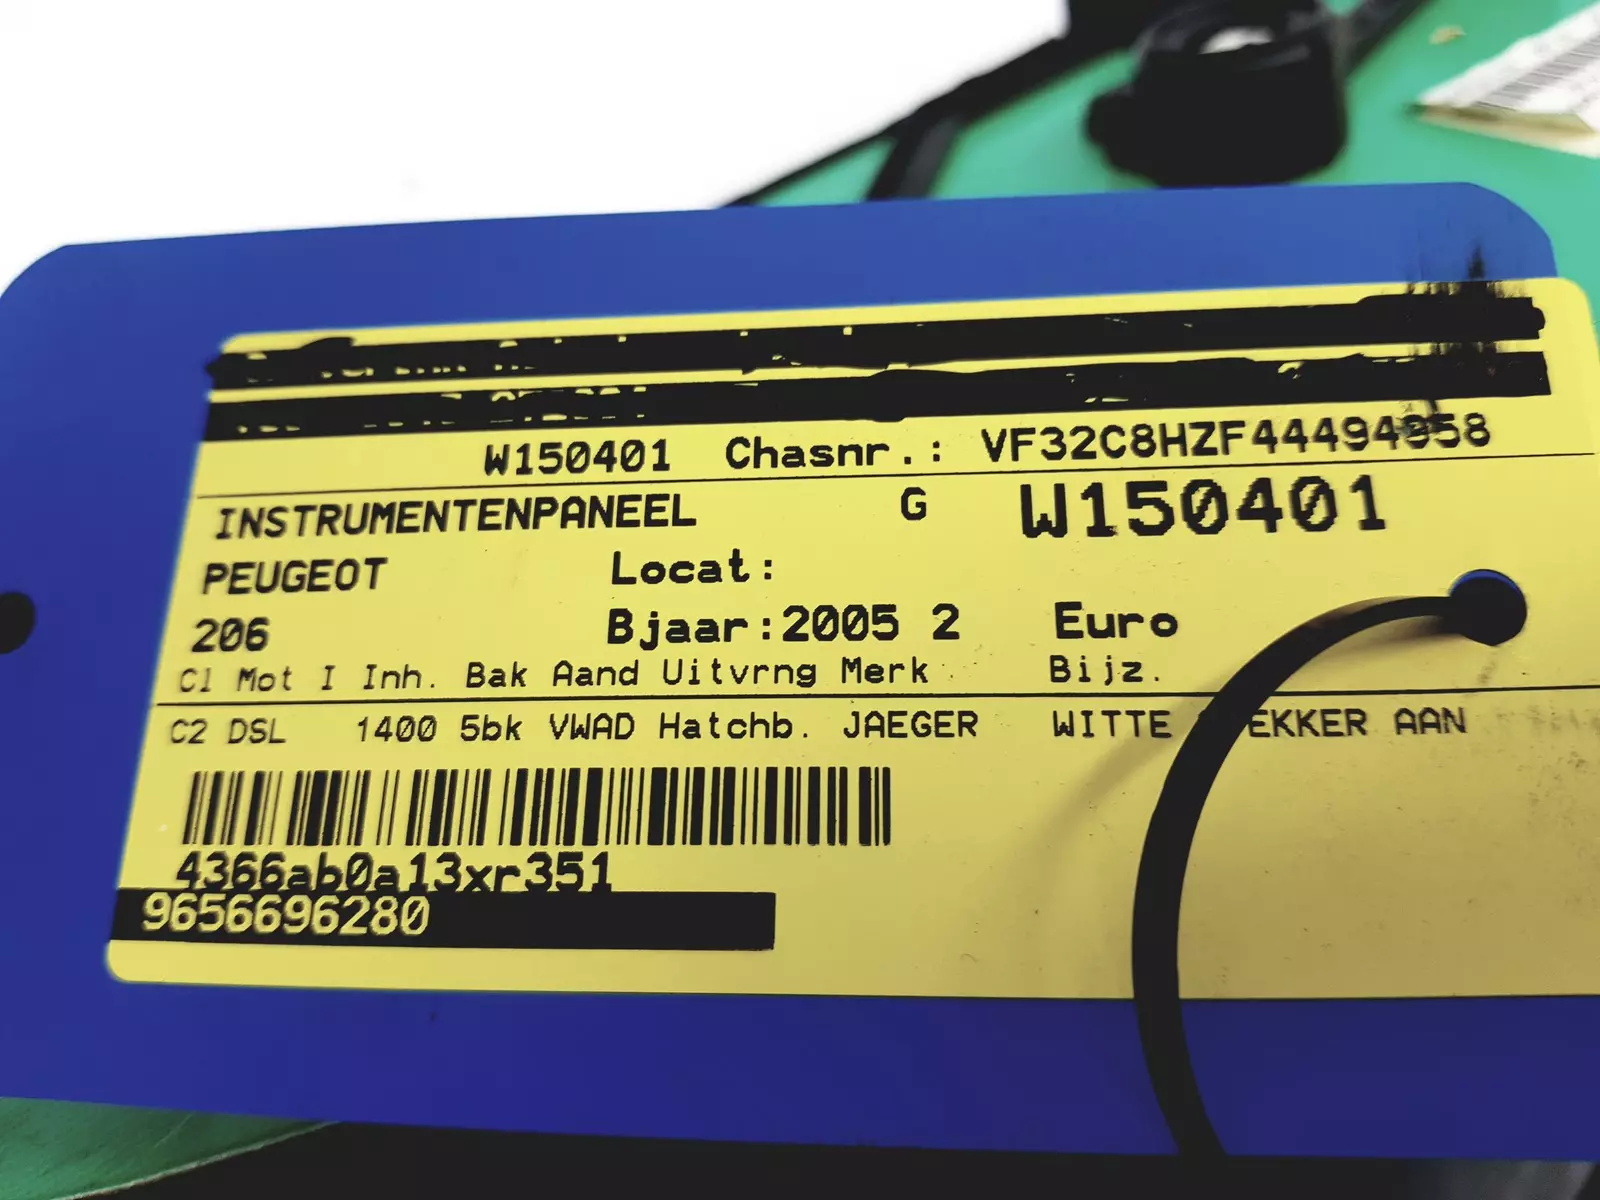 W150401 Chasnr.: VF32C8HZF44494958
INSTRUMENTENPANEEL G W150401
PEUGEOT Locat:
206 Bjaar:2005 2 Euro
Cl Mot I Inh. Bak Aand Uitvrng Merk Bijz.
C2 DSL 1400 5bk VWAD Hatchb. JAEGER WITTE EKKER AAN
4366ab0a13xr351
9656696280